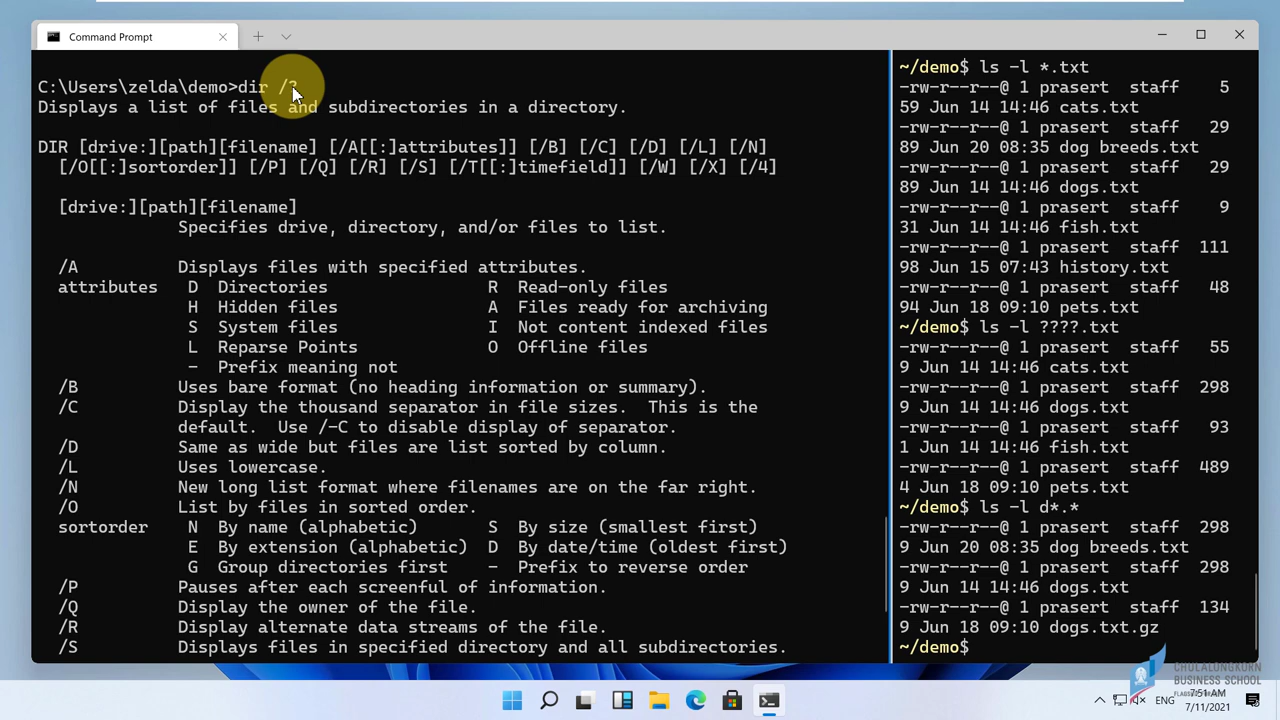 Command Prompt
C:\Users\zelda\demo>dir /?
Displays a list of files and subdirectories in a directory.
DIR [drive:][path][filename] [/A[[:]attributes]] [/B] [/C] [/D] [/L] [/N]
[/O[[:]sortorder]] [/P] [/Q] [/R] [/S] [/T[[:]timefield]] [/W] [/X] [/4]
[drive:][path][filename]
Specifies drive, directory, and/or files to list.
/A Displays files with specified attributes.
attributes D Directories R Read-only files
H Hidden files A Files ready for archiving
S System files I Not content indexed files
L Reparse Points O Offline files
- Prefix meaning not
/B Uses bare format (no heading information or summary).
/C Display the thousand separator in file sizes. This is the
default. Use /-C to disable display of separator.
/D Same as wide but files are list sorted by column.
/L Uses lowercase.
/N New long list format where filenames are on the far right.
/O List by files in sorted order.
sortorder N By name (alphabetic) S By size (smallest first)
E By extension (alphabetic) D By date/time (oldest first)
G Group directories first - Prefix to reverse order
/P Pauses after each screenful of information.
/Q Display the owner of the file.
/R Display alternate data streams of the file.
/S Displays files in specified directory and all subdirectories.
~/demo$ ls -l *.txt
-rw-r--r--@ 1 prasert staff 5
59 Jun 14 14:46 cats.txt
-rw-r--r--@ 1 prasert staff 29
89 Jun 20 08:35 dog breeds.txt
-rw-r--r--@ 1 prasert staff 29
89 Jun 14 14:46 dogs.txt
-rw-r--r--@ 1 prasert staff 9
31 Jun 14 14:46 fish.txt
-rw-r--r--@ 1 prasert staff 111
98 Jun 15 07:43 history.txt
-rw-r--r--@ 1 prasert staff 48
94 Jun 18 09:10 pets.txt
~/demo$ ls -l ????.txt
-rw-r--r--@ 1 prasert staff 55
9 Jun 14 14:46 cats.txt
-rw-r--r--@ 1 prasert staff 298
9 Jun 14 14:46 dogs.txt
-rw-r--r--@ 1 prasert staff 93
1 Jun 14 14:46 fish.txt
-rw-r--r--@ 1 prasert staff 489
4 Jun 18 09:10 pets.txt
~/demo$ ls -l d*.*
-rw-r--r--@ 1 prasert staff 298
9 Jun 20 08:35 dog breeds.txt
-rw-r--r--@ 1 prasert staff 298
9 Jun 14 14:46 dogs.txt
-rw-r--r--@ 1 prasert staff 134
9 Jun 18 09:10 dogs.txt.gz
~/demo$
CHULALONGKORN
BUSINESS SCHOOL
ENG
7:51 AM
7/11/2021